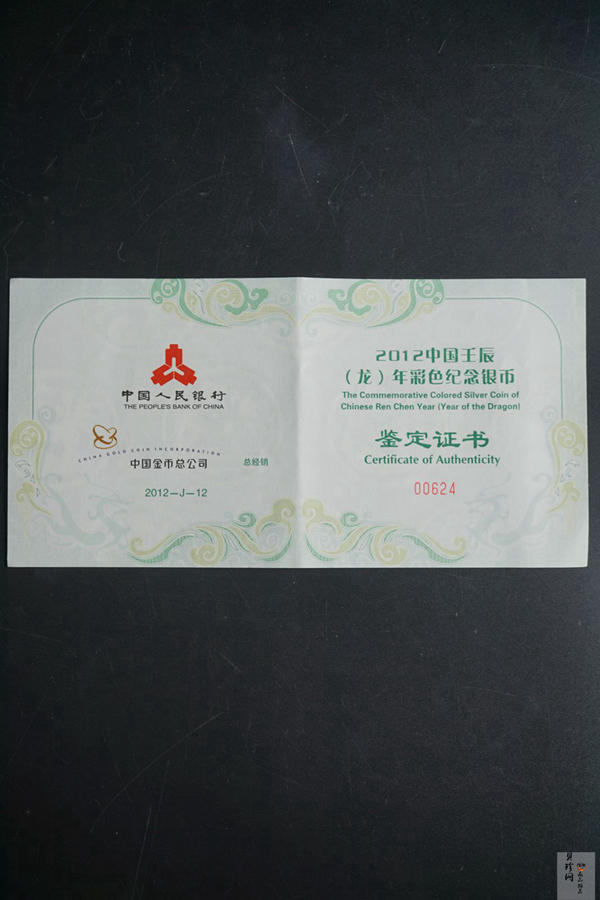 中国人民银行
THE PEOPLE'S BANK OF CHINA
CHINA GOLD COIN INCORPORATION
中国金币总公司 总经销
2012—J—12
2012中国壬辰
（龙）年彩色纪念银币
The Commemorative Colored Silver Coin of
Chinese Ren Chen Year (Year of the Dragon)
鉴定证书
Certificate of Authenticity
00624